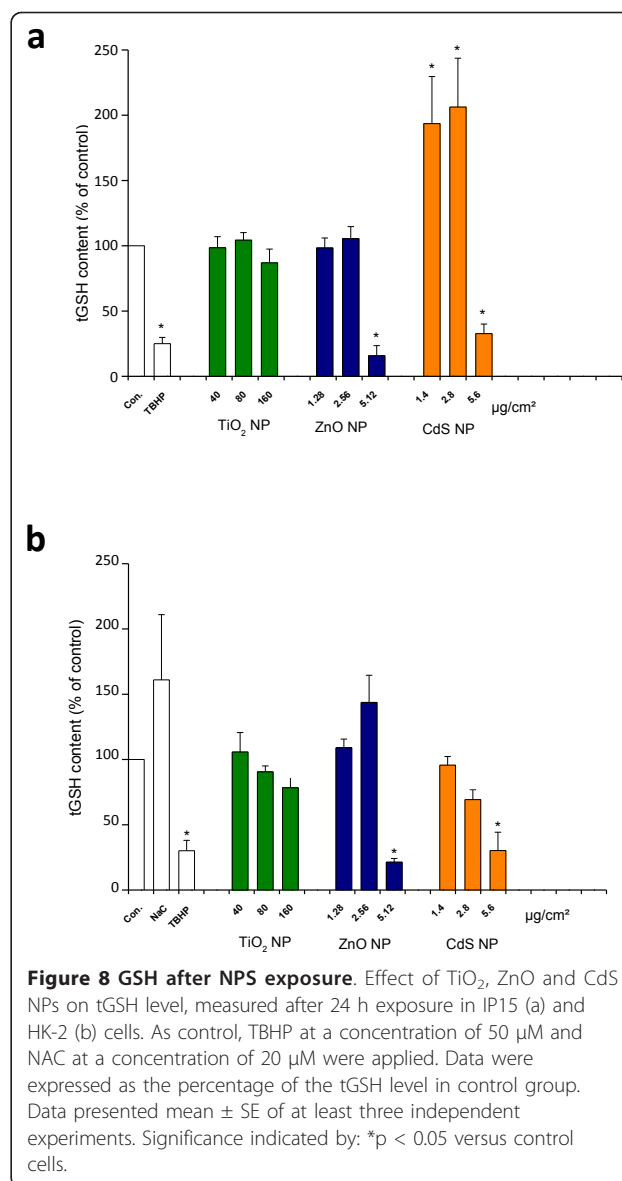 a
250
200
150
100
50
0
tGSH content (% of control)
* * * * *
Con. TBHP 40 80 160 1.28 2.56 5.12 1.4 2.8 5.6 µg/cm²
TiO₂ NP ZnO NP CdS NP
b
250
200
150
100
50
0
tGSH content (% of control)
* * *
Con. NaC TBHP 40 80 160 1.28 2.56 5.12 1.4 2.8 5.6 µg/cm²
TiO₂ NP ZnO NP CdS NP
Figure 8 GSH after NPS exposure. Effect of TiO₂, ZnO and CdS
NPs on tGSH level, measured after 24 h exposure in IP15 (a) and
HK-2 (b) cells. As control, TBHP at a concentration of 50 µM and
NAC at a concentration of 20 µM were applied. Data were
expressed as the percentage of the tGSH level in control group.
Data presented mean ± SE of at least three independent
experiments. Significance indicated by: *p < 0.05 versus control
cells.